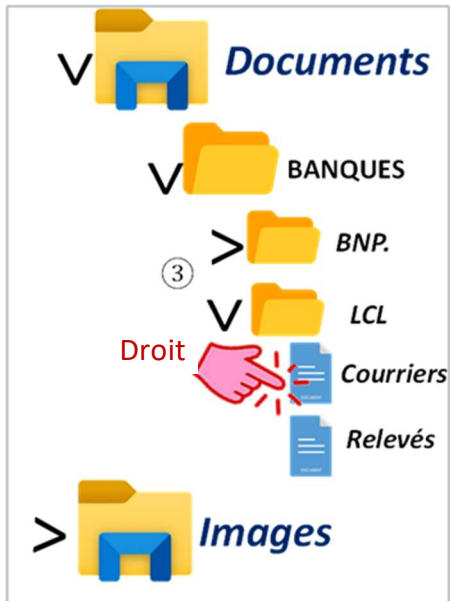 Documents
BANQUES
BNP.
③
LCL
Droit
Courriers
Relevés
Images